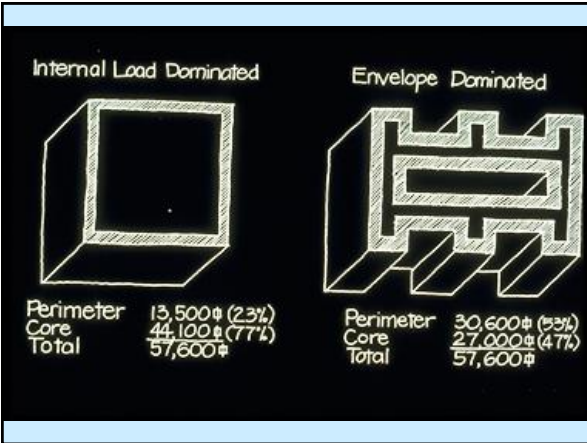 Internal Load Dominated
Envelope Dominated
Perimeter 13,500⌽ (23%)
Core 44,100⌽ (77%)
Total 57,600⌽
Perimeter 30,600⌽ (53%)
Core 27,000⌽ (47%)
Total 57,600⌽